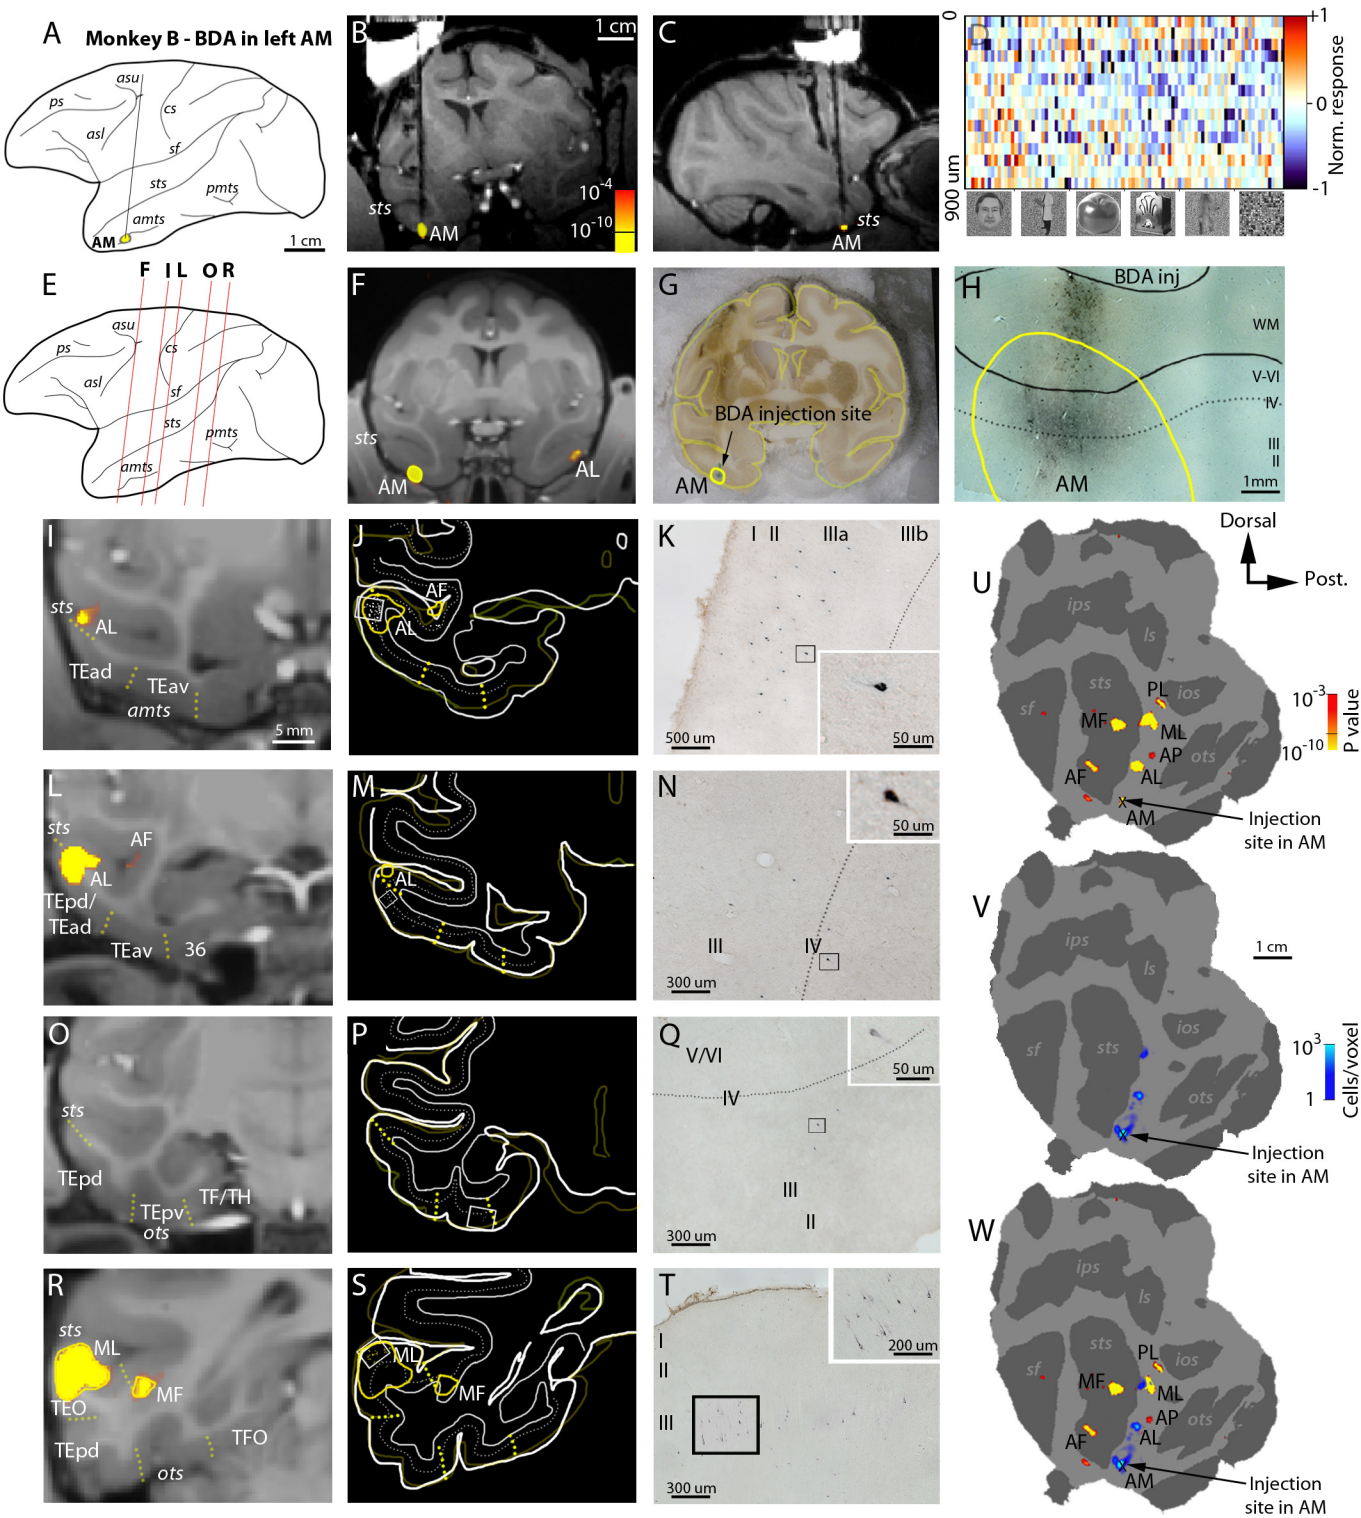 A
Monkey B - BDA in left AM
asu
ps
cs
asl
sf
sts
pmts
amts
AM
1 cm
B
1 cm
10-4
10-10
sts
AM
C
sts
AM
0
900 um
+1
0
-1
Norm. response
E
F I L O R
asu
ps
cs
asl
sf
sts
pmts
amts
F
sts
AM
AL
G
BDA injection site
AM
H
BDA inj
WM
V-VI
IV
III
II
AM
1mm
I
sts
AL
TEad
TEav
amts
5 mm
J
AF
AL
K
I II IIIa IIIb
500 um
50 um
L
sts
AF
AL
TEpd/
TEad
TEav
36
M
AL
N
50 um
III
IV
300 um
O
sts
TEpd
TF/TH
TEpv
ots
P
Q
V/VI
50 um
IV
III
II
300 um
R
sts
ML
MF
TEO
TEpd
TFO
ots
S
ML
MF
T
I
II
III
200 um
300 um
Dorsal
Post.
U
ips
ls
sts
sf
PL
ios
MF
ML
AP
ots
AF
AL
AM
Injection
site in AM
10-3
10-10
P value
V
1 cm
ips
ls
ios
sf
sts
ots
103
1
Cells/voxel
Injection
site in AM
W
ips
ls
sts
sf
PL
ios
MF
ML
AP
ots
AF
AL
AM
Injection
site in AM